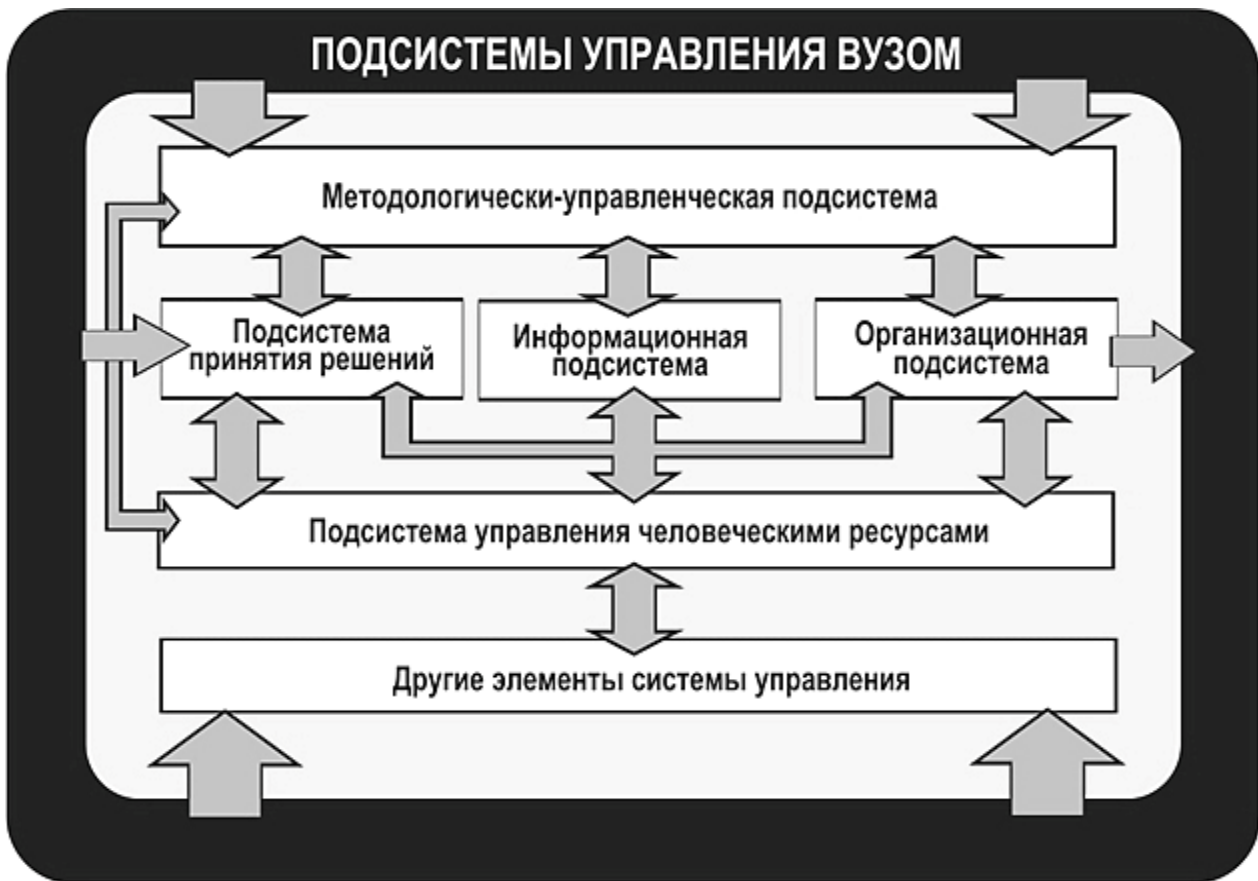 ПОДСИСТЕМЫ УПРАВЛЕНИЯ ВУЗОМ
Методологически-управленческая подсистема
Подсистема
принятия решений
Информационная
подсистема
Организационная
подсистема
Подсистема управления человеческими ресурсами
Другие элементы системы управления